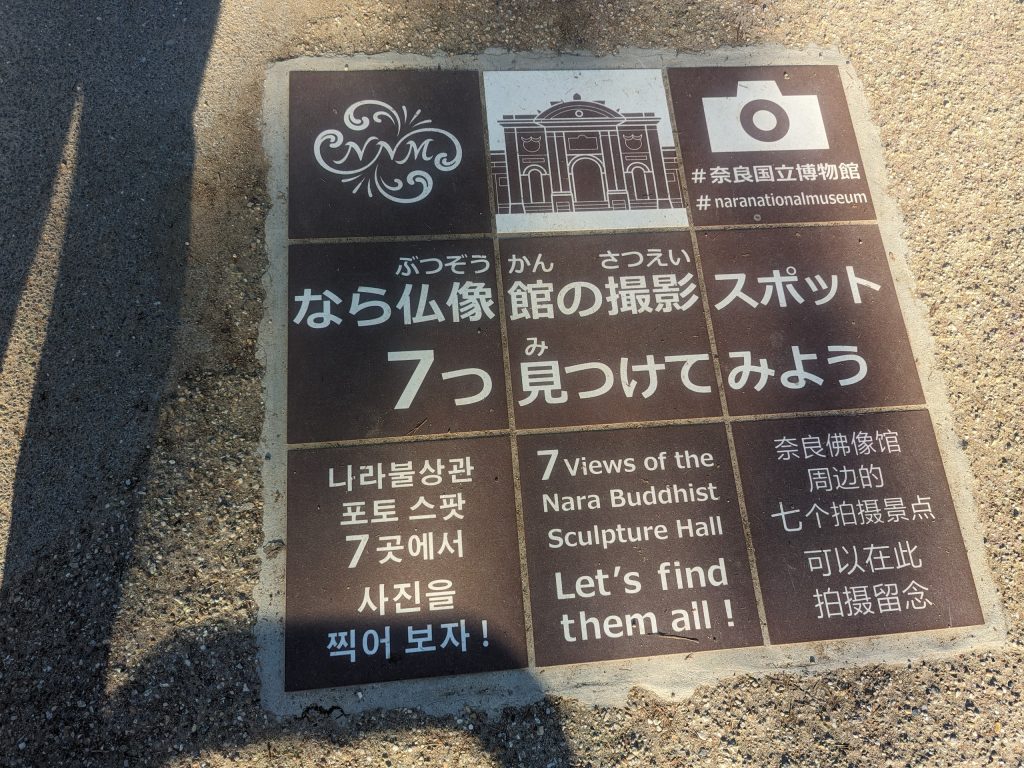 NNM
#奈良国立博物館
#naranationalmuseum
ぶつぞう かん さつえい
なら仏像館の撮影スポット
み
7つ見つけてみよう
나라불상관
포토 스팟
7곳에서
사진을
찍어 보자!
7 Views of the
Nara Buddhist
Sculpture Hall
Let's find
them all!
奈良佛像馆
周边的
七个拍摄景点
可以在此
拍摄留念